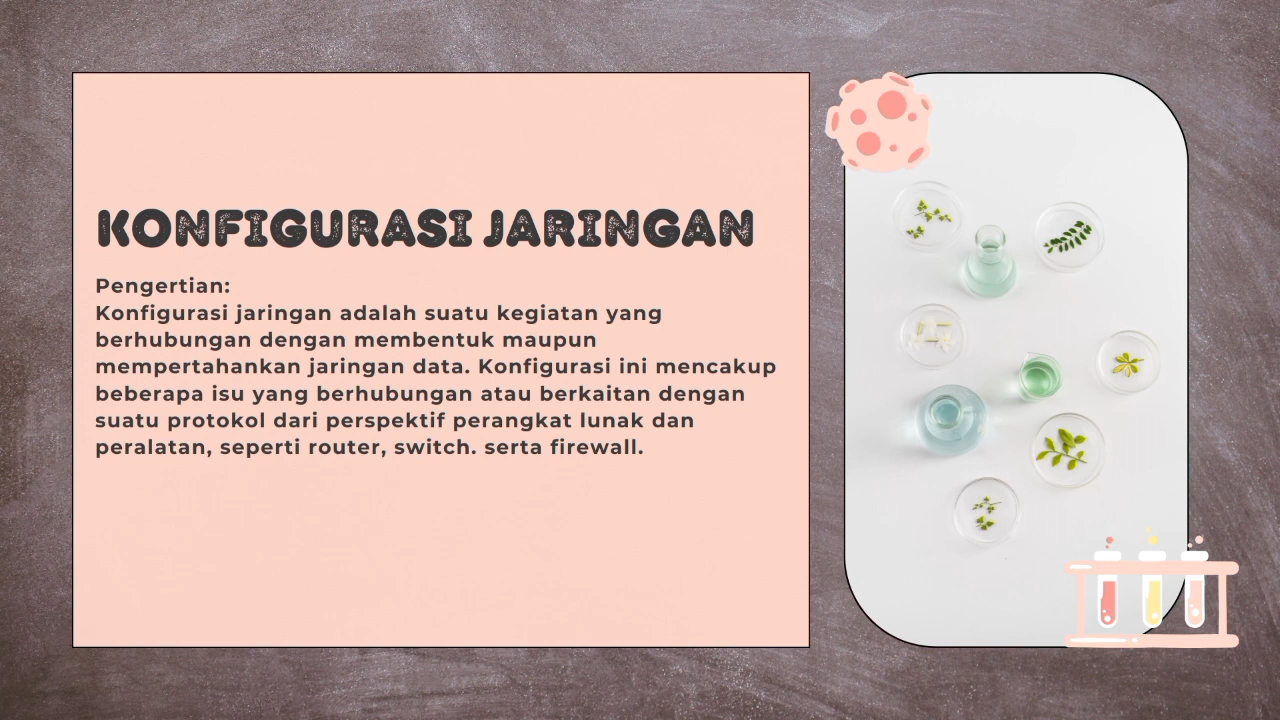 KONFIGURASI JARINGAN
Pengertian:
Konfigurasi jaringan adalah suatu kegiatan yang
berhubungan dengan membentuk maupun
mempertahankan jaringan data. Konfigurasi ini mencakup
beberapa isu yang berhubungan atau berkaitan dengan
suatu protokol dari perspektif perangkat lunak dan
peralatan, seperti router, switch. serta firewall.